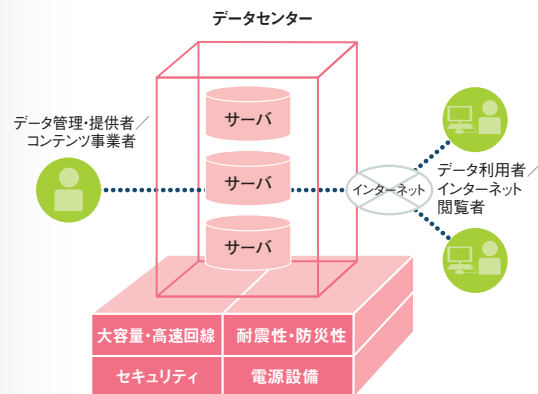 データセンター
サーバ
サーバ
サーバ
データ管理・提供者／
コンテンツ事業者
インターネット
データ利用者／
インターネット
閲覧者
大容量・高速回線
耐震性・防災性
セキュリティ
電源設備